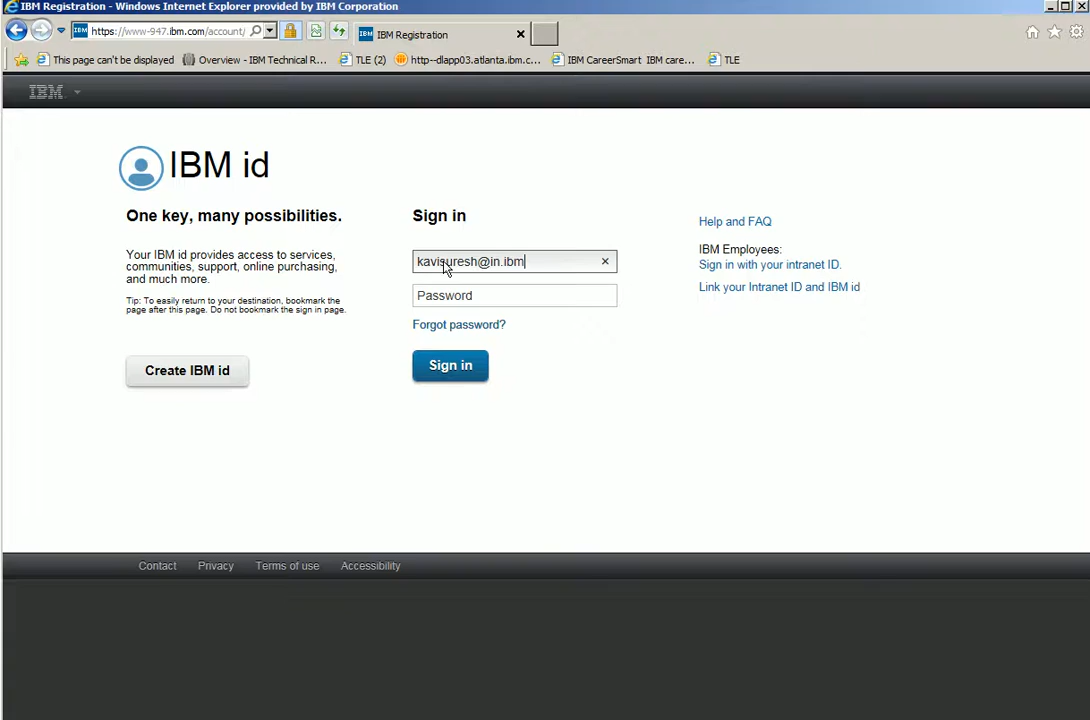 IBM Registration - Windows Internet Explorer provided by IBM Corporation
IBM https://www-947.ibm.com/account/ IBM IBM Registration
This page can't be displayed Overview - IBM Technical R... TLE (2) http--dlapp03.atlanta.ibm.c... IBM CareerSmart IBM care... TLE
IBM
IBM id
One key, many possibilities.
Your IBM id provides access to services,
communities, support, online purchasing,
and much more.
Tip: To easily return to your destination, bookmark the
page after this page. Do not bookmark the sign in page.
Create IBM id
Sign in
kavisuresh@in.ibm
Password
Forgot password?
Sign in
Help and FAQ
IBM Employees:
Sign in with your intranet ID.
Link your Intranet ID and IBM id
Contact Privacy Terms of use Accessibility